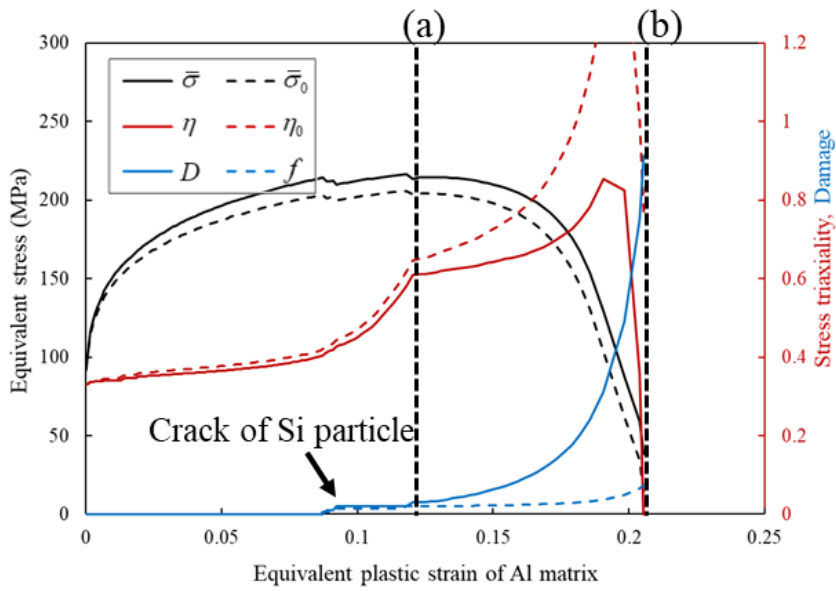 (a)
(b)
300
250
200
150
100
50
0
Equivalent stress (MPa)
σ̄
σ̄₀
η
η₀
D
f
Crack of Si particle
1.2
1
0.8
0.6
0.4
0.2
0
Stress triaxiality, Damage
0
0.05
0.1
0.15
0.2
0.25
Equivalent plastic strain of Al matrix